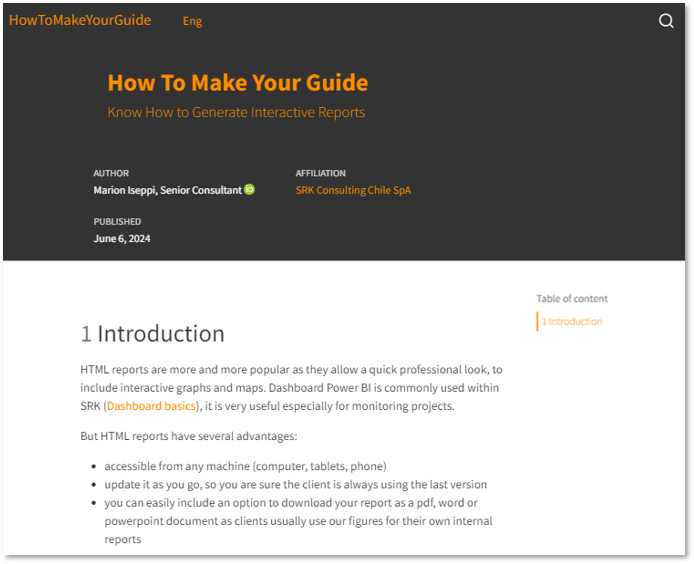 HowToMakeYourGuide Eng
How To Make Your Guide
Know How to Generate Interactive Reports
AUTHOR AFFILIATION
Marion Iseppi, Senior Consultant iD SRK Consulting Chile SpA
PUBLISHED
June 6, 2024
Table of content
1 Introduction
1 Introduction
HTML reports are more and more popular as they allow a quick professional look, to
include interactive graphs and maps. Dashboard Power BI is commonly used within
SRK (Dashboard basics), it is very useful especially for monitoring projects.
But HTML reports have several advantages:
• accessible from any machine (computer, tablets, phone)
• update it as you go, so you are sure the client is always using the last version
• you can easily include an option to download your report as a pdf, word or
powerpoint document as clients usually use our figures for their own internal
reports